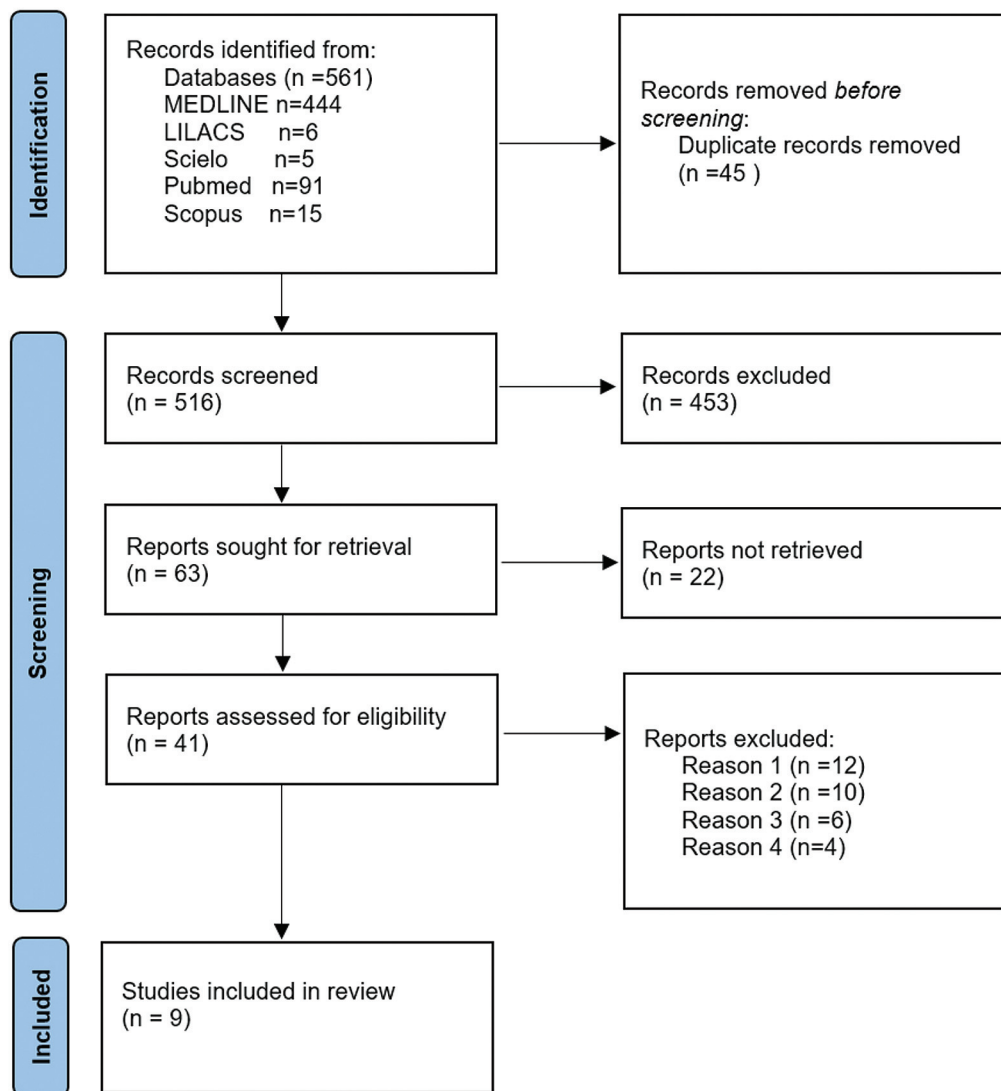 Identification
Records identified from:
Databases (n =561)
MEDLINE n=444
LILACS n=6
Scielo n=5
Pubmed n=91
Scopus n=15
Records removed before
screening:
Duplicate records removed
(n =45 )
Screening
Records screened
(n = 516)
Records excluded
(n = 453)
Reports sought for retrieval
(n = 63)
Reports not retrieved
(n = 22)
Reports assessed for eligibility
(n = 41)
Reports excluded:
Reason 1 (n =12)
Reason 2 (n =10)
Reason 3 (n =6)
Reason 4 (n=4)
Included
Studies included in review
(n = 9)